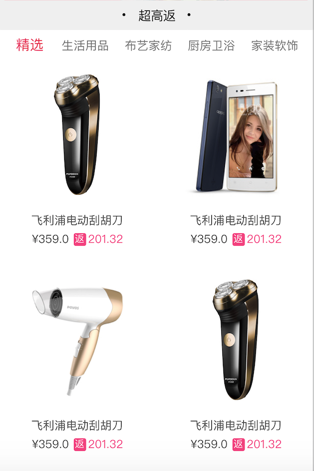 • 超高返 •
精选 生活用品 布艺家纺 厨房卫浴 家装软饰
飞利浦电动刮胡刀 飞利浦电动刮胡刀
¥359.0 返 201.32 ¥359.0 返 201.32
飞利浦电动刮胡刀 飞利浦电动刮胡刀
¥359.0 返 201.32 ¥359.0 返 201.32